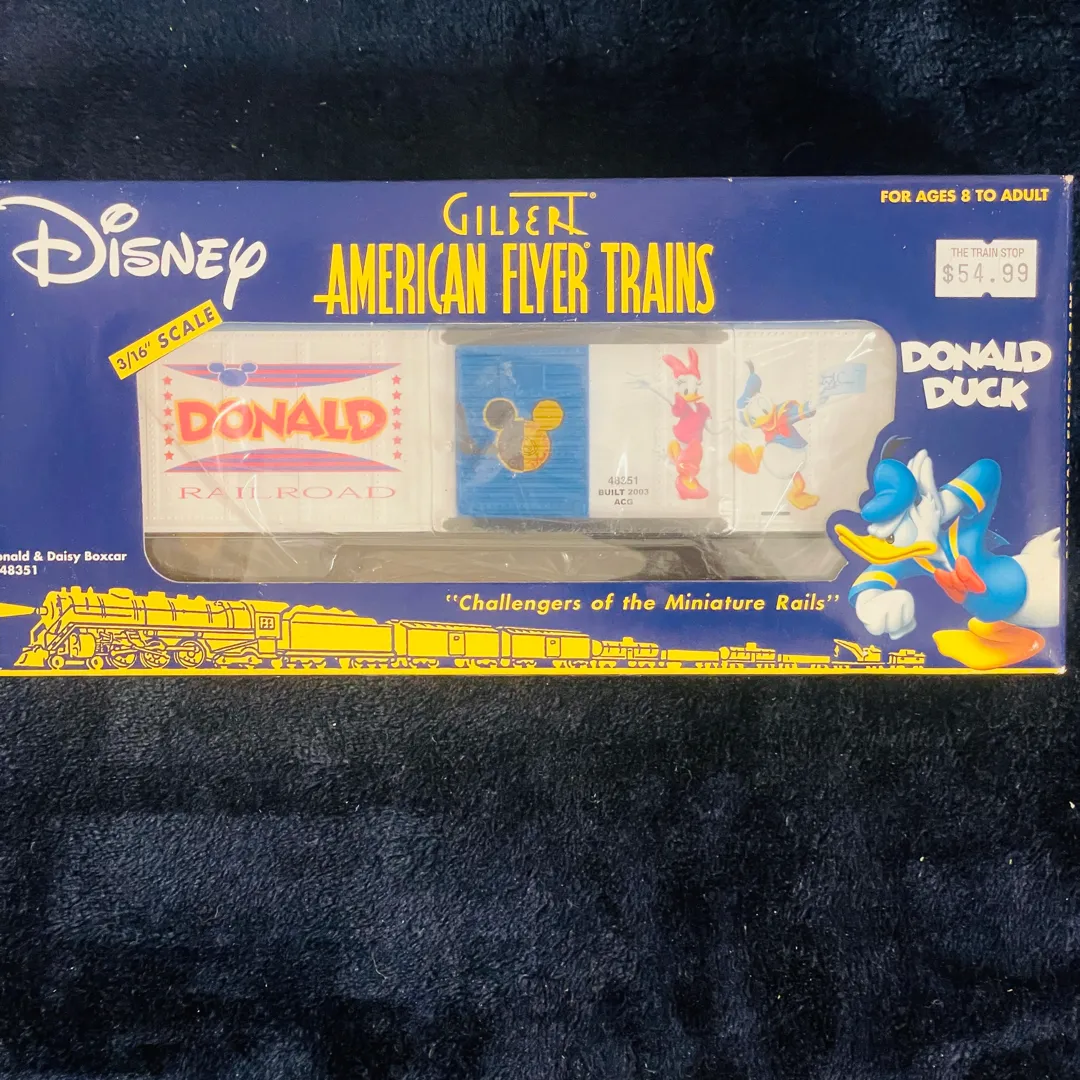 DISNEY
GILBERT®
AMERICAN FLYER® TRAINS
FOR AGES 8 TO ADULT
THE TRAIN STOP
$54.99
3/16" SCALE
DONALD
DUCK
DONALD
RAILROAD
48351
BUILT 2003
ACG
& Daisy Boxcar
48351
"Challengers of the Miniature Rails"